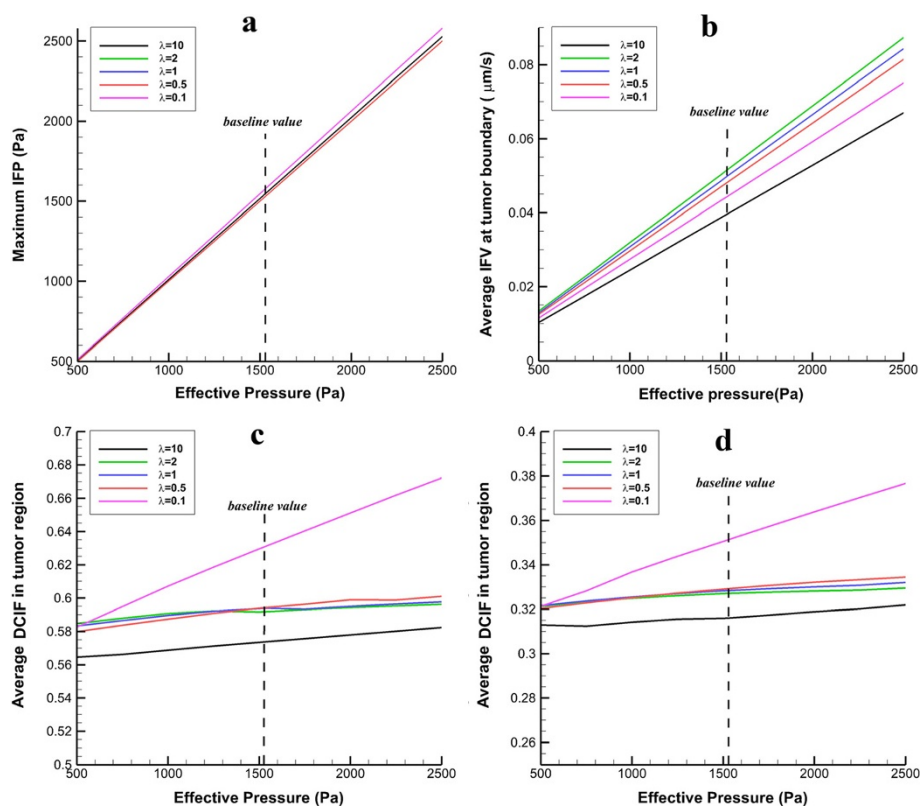 a
λ=10
λ=2
λ=1
λ=0.5
λ=0.1
baseline value
Maximum IFP (Pa)
2500
2000
1500
1000
500
500 1000 1500 2000 2500
Effective Pressure (Pa)
b
λ=10
λ=2
λ=1
λ=0.5
λ=0.1
baseline value
Average IFV at tumor boundary ( μm/s)
0.08
0.06
0.04
0.02
0
500 1000 1500 2000 2500
Effective pressure(Pa)
c
λ=10
λ=2
λ=1
λ=0.5
λ=0.1
baseline value
Average DCIF in tumor region
0.7
0.68
0.66
0.64
0.62
0.6
0.58
0.56
0.54
0.52
0.5
500 1000 1500 2000 2500
Effective Pressure (Pa)
d
λ=10
λ=2
λ=1
λ=0.5
λ=0.1
baseline value
Average DCIF in tumor region
0.4
0.38
0.36
0.34
0.32
0.3
0.28
0.26
500 1000 1500 2000 2500
Effective Pressure (Pa)